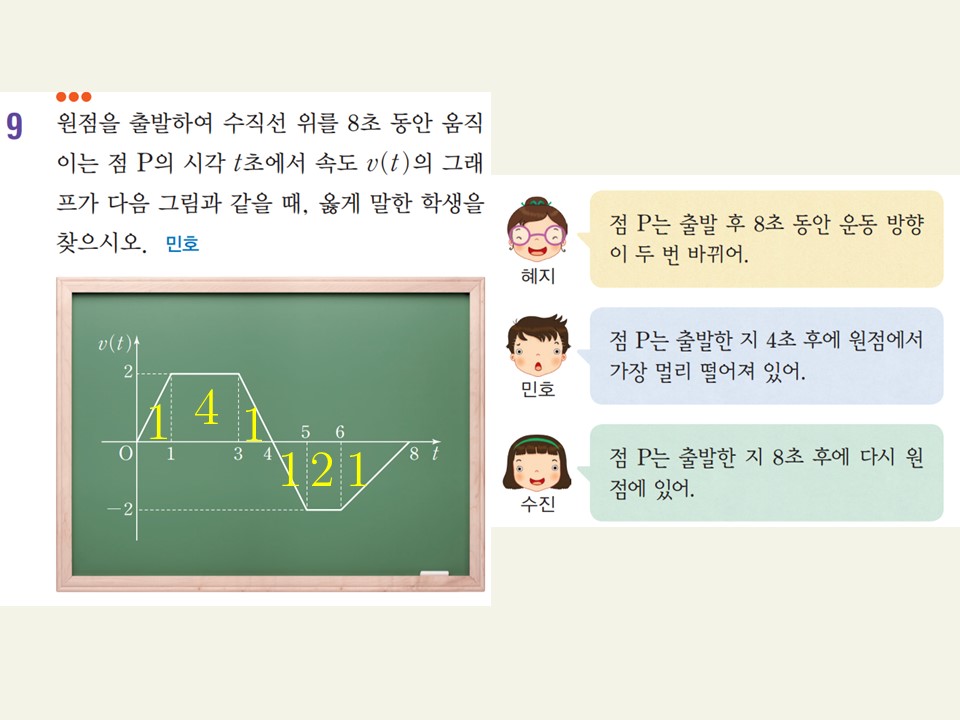 9
원점을 출발하여 수직선 위를 8초 동안 움직
이는 점 P의 시각 t초에서 속도 v(t)의 그래
프가 다음 그림과 같을 때, 옳게 말한 학생을
찾으시오. 민호
v(t)
2
1 4 1
5 6
O 1 3 4 8 t
1 2 1
-2
점 P는 출발 후 8초 동안 운동 방향
이 두 번 바뀌어.
혜지
점 P는 출발한 지 4초 후에 원점에서
가장 멀리 떨어져 있어.
민호
점 P는 출발한 지 8초 후에 다시 원
점에 있어.
수진